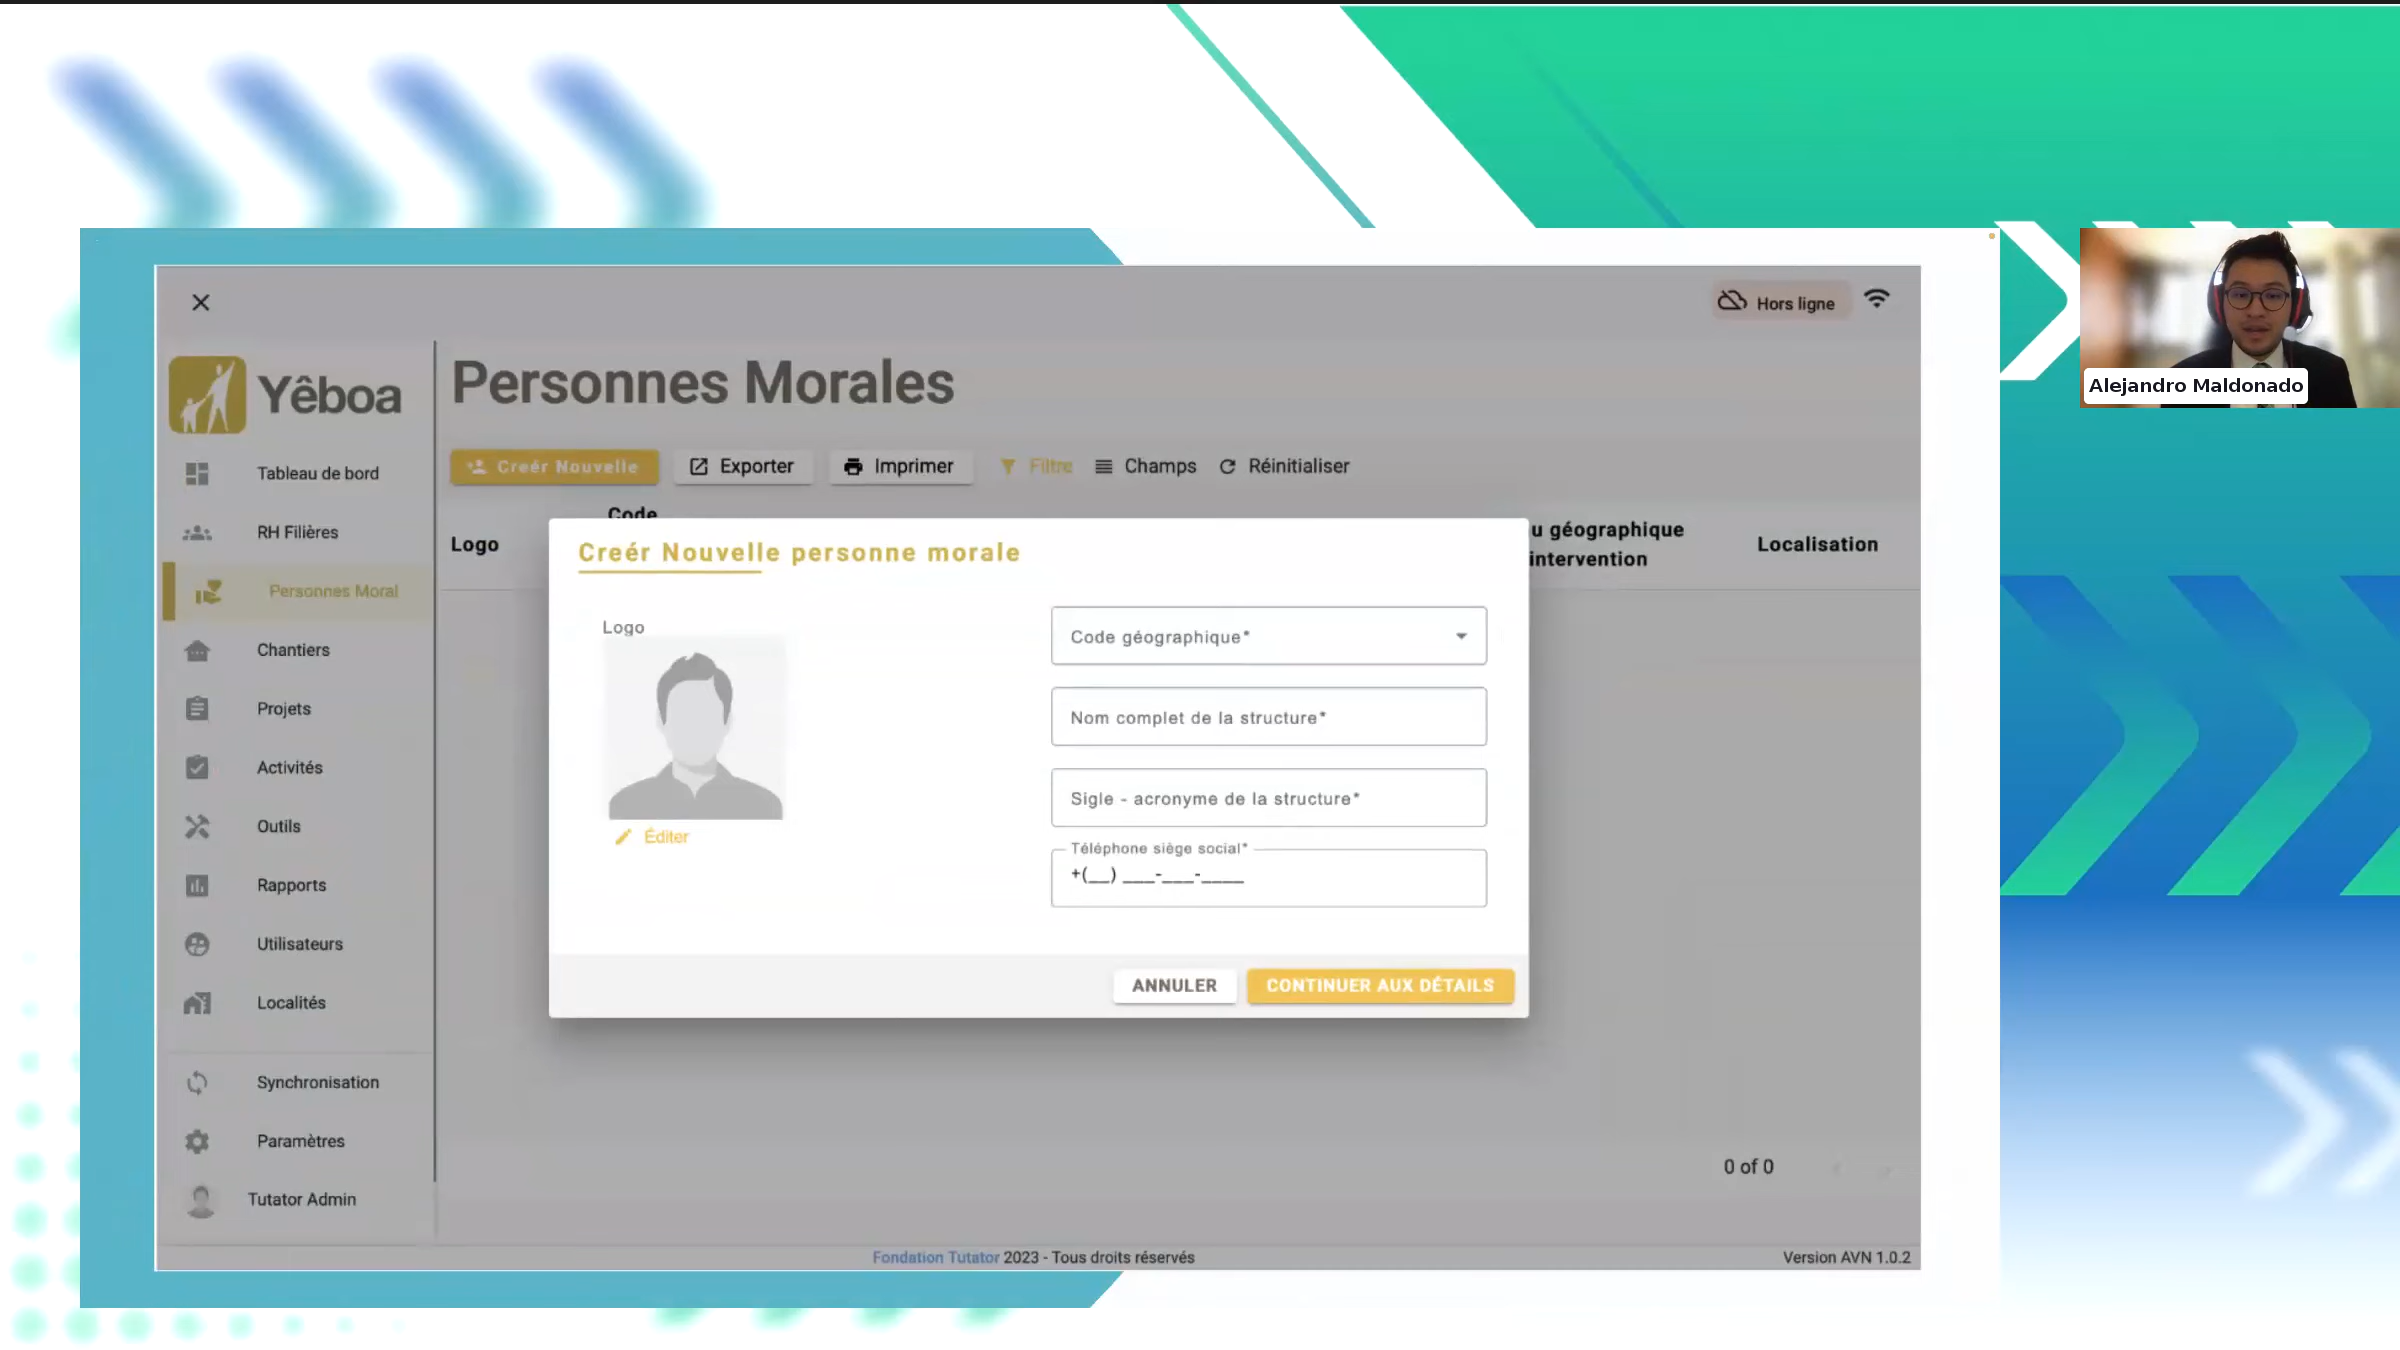 Hors ligne
Yêboa
Personnes Morales
Creér Nouvelle
Exporter
Imprimer
Filtre
Champs
Réinitialiser
Tableau de bord
RH Filières
Personnes Moral
Chantiers
Projets
Activités
Outils
Rapports
Utilisateurs
Localités
Synchronisation
Paramètres
Tutator Admin
Logo
Code
u géographique
intervention
Localisation
Creér Nouvelle personne morale
Logo
Éditer
Code géographique*
Nom complet de la structure*
Sigle - acronyme de la structure*
Téléphone siège social*
+(__) ___-___-____
ANNULER
CONTINUER AUX DÉTAILS
0 of 0
Fondation Tutator 2023 - Tous droits réservés
Version AVN 1.0.2
Alejandro Maldonado